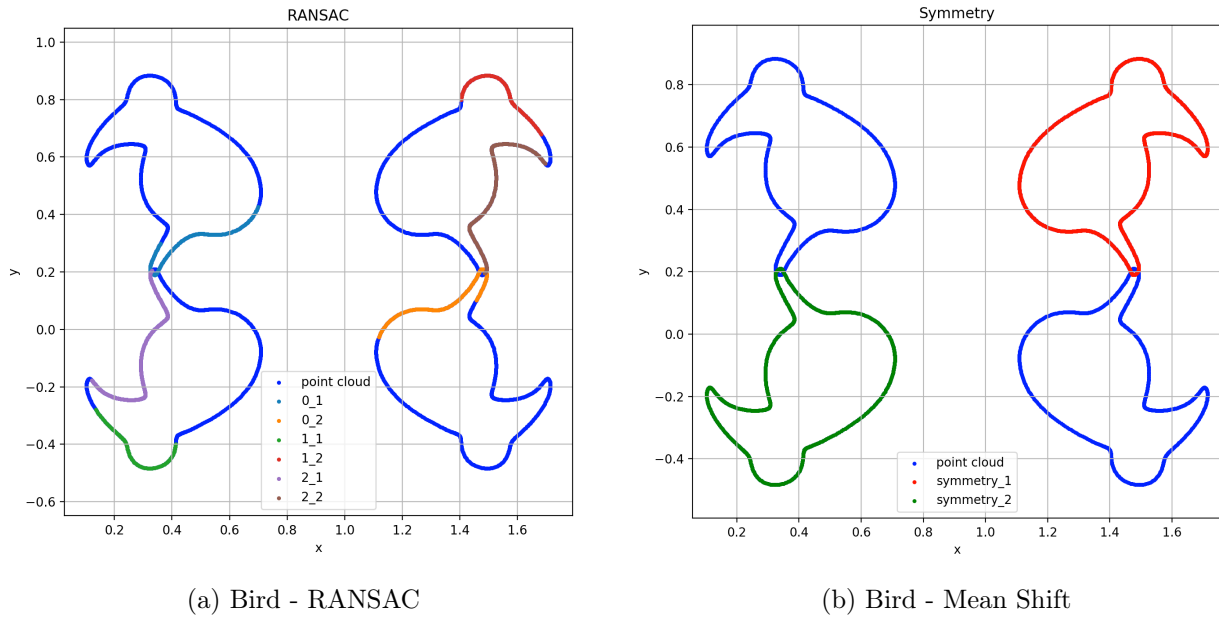 RANSAC
1.0
0.8
0.6
0.4
0.2
0.0
−0.2
−0.4
−0.6
y
0.2 0.4 0.6 0.8 1.0 1.2 1.4 1.6
x
point cloud
0_1
0_2
1_1
1_2
2_1
2_2
(a) Bird - RANSAC
Symmetry
0.8
0.6
0.4
0.2
0.0
−0.2
−0.4
y
0.2 0.4 0.6 0.8 1.0 1.2 1.4 1.6
x
point cloud
symmetry_1
symmetry_2
(b) Bird - Mean Shift